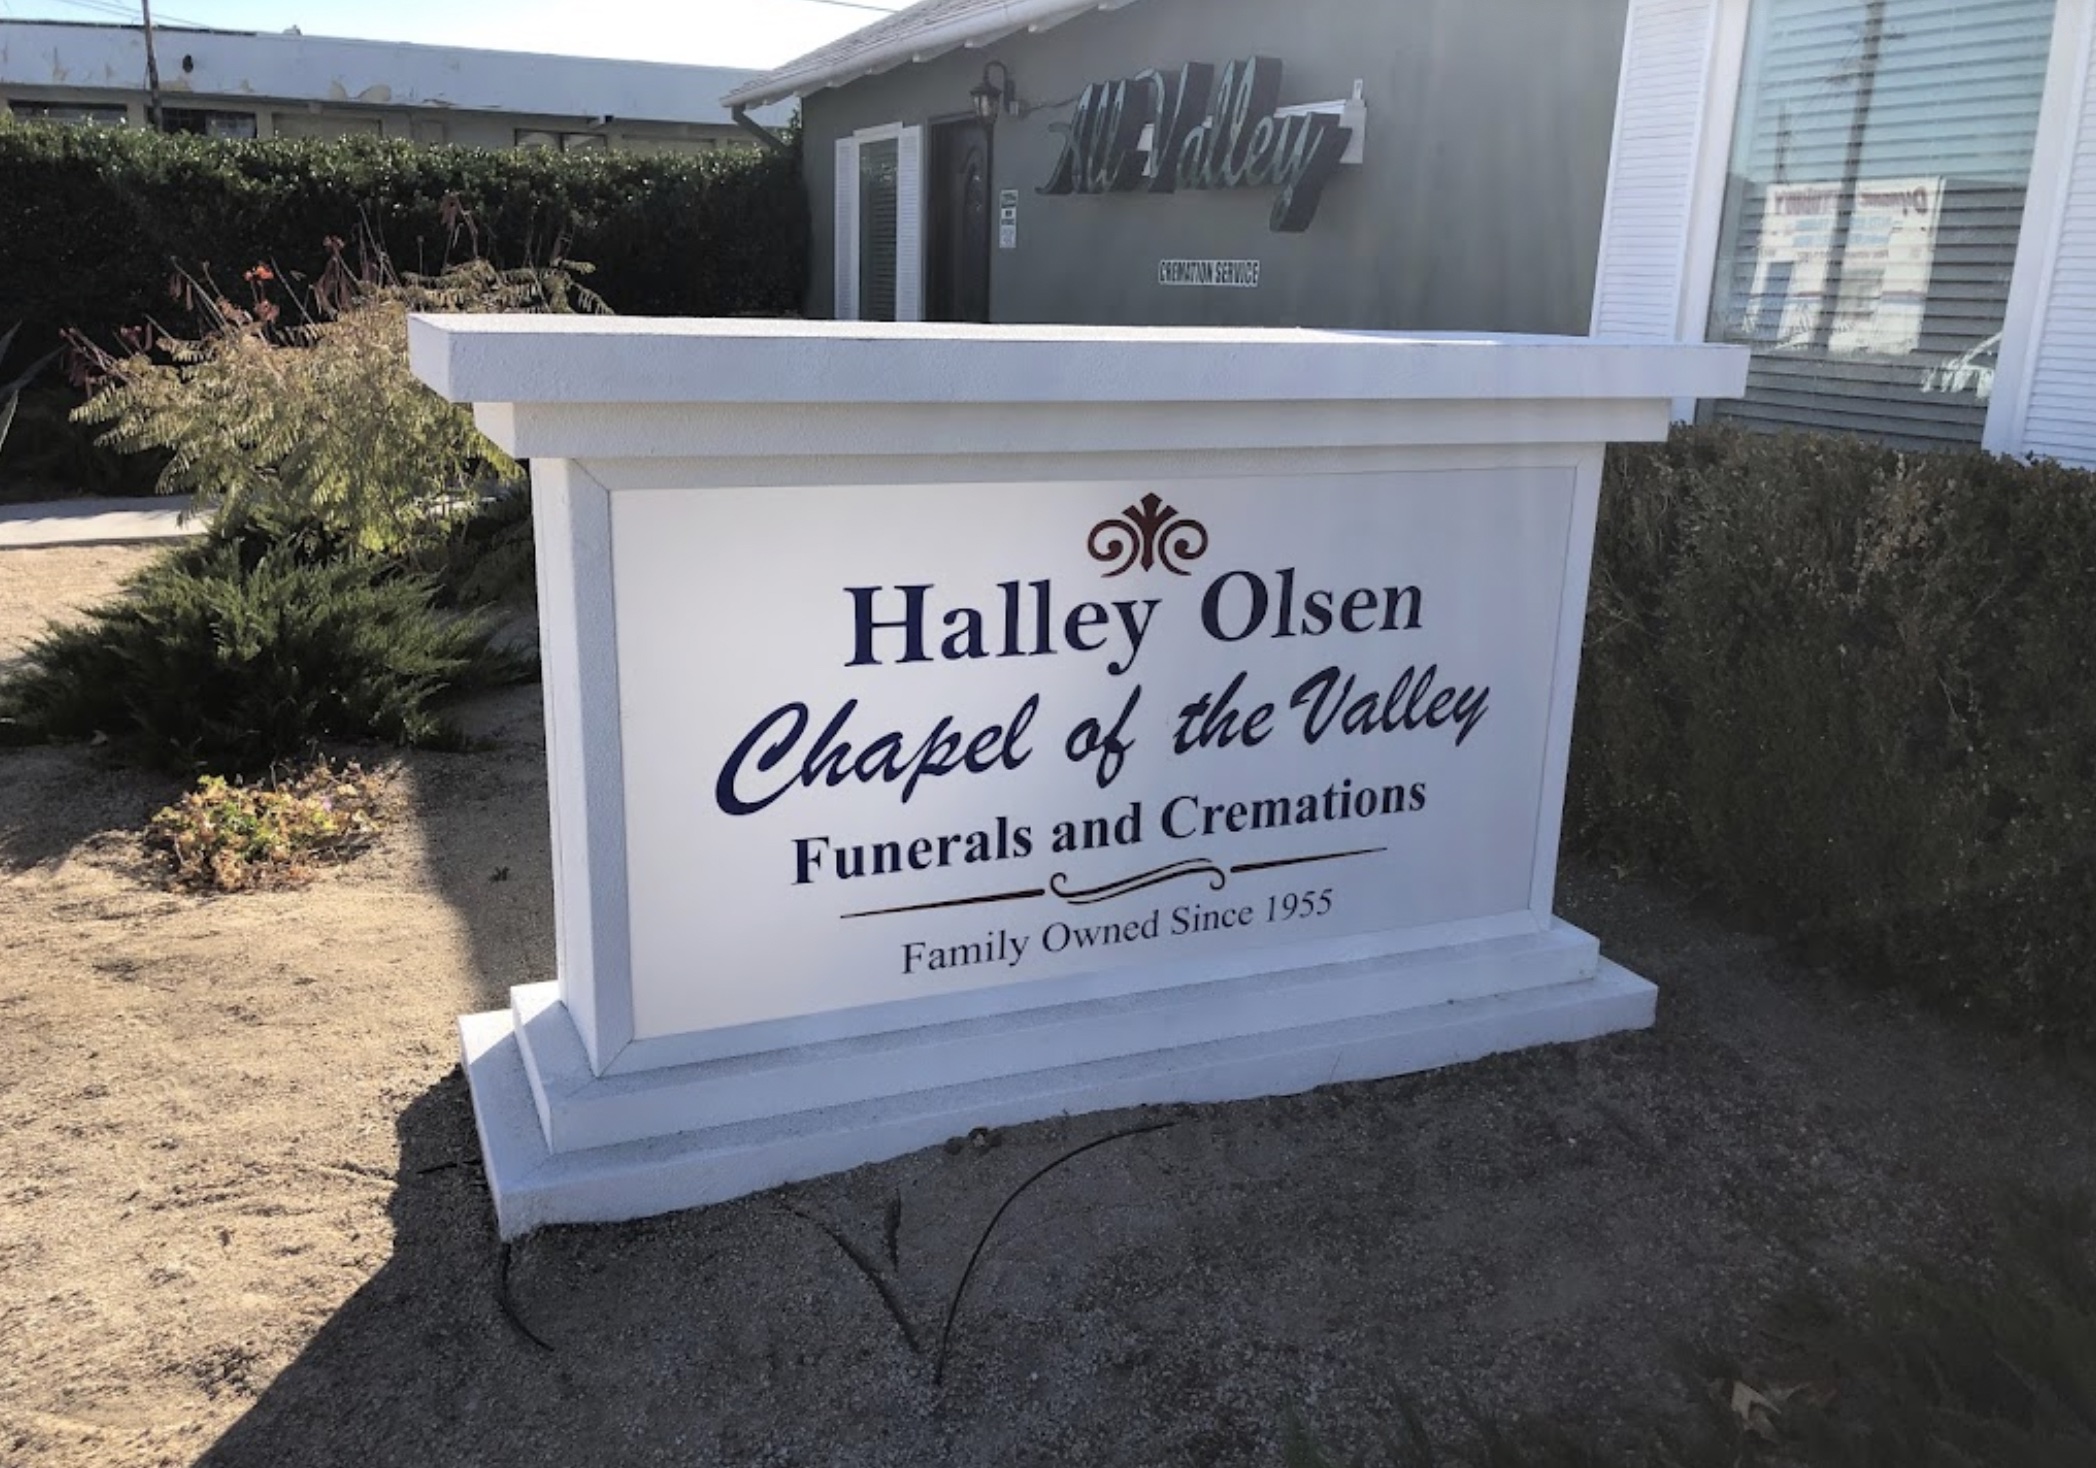 All Valley
CREMATION SERVICE
Halley Olsen
Chapel of the Valley
Funerals and Cremations
Family Owned Since 1955